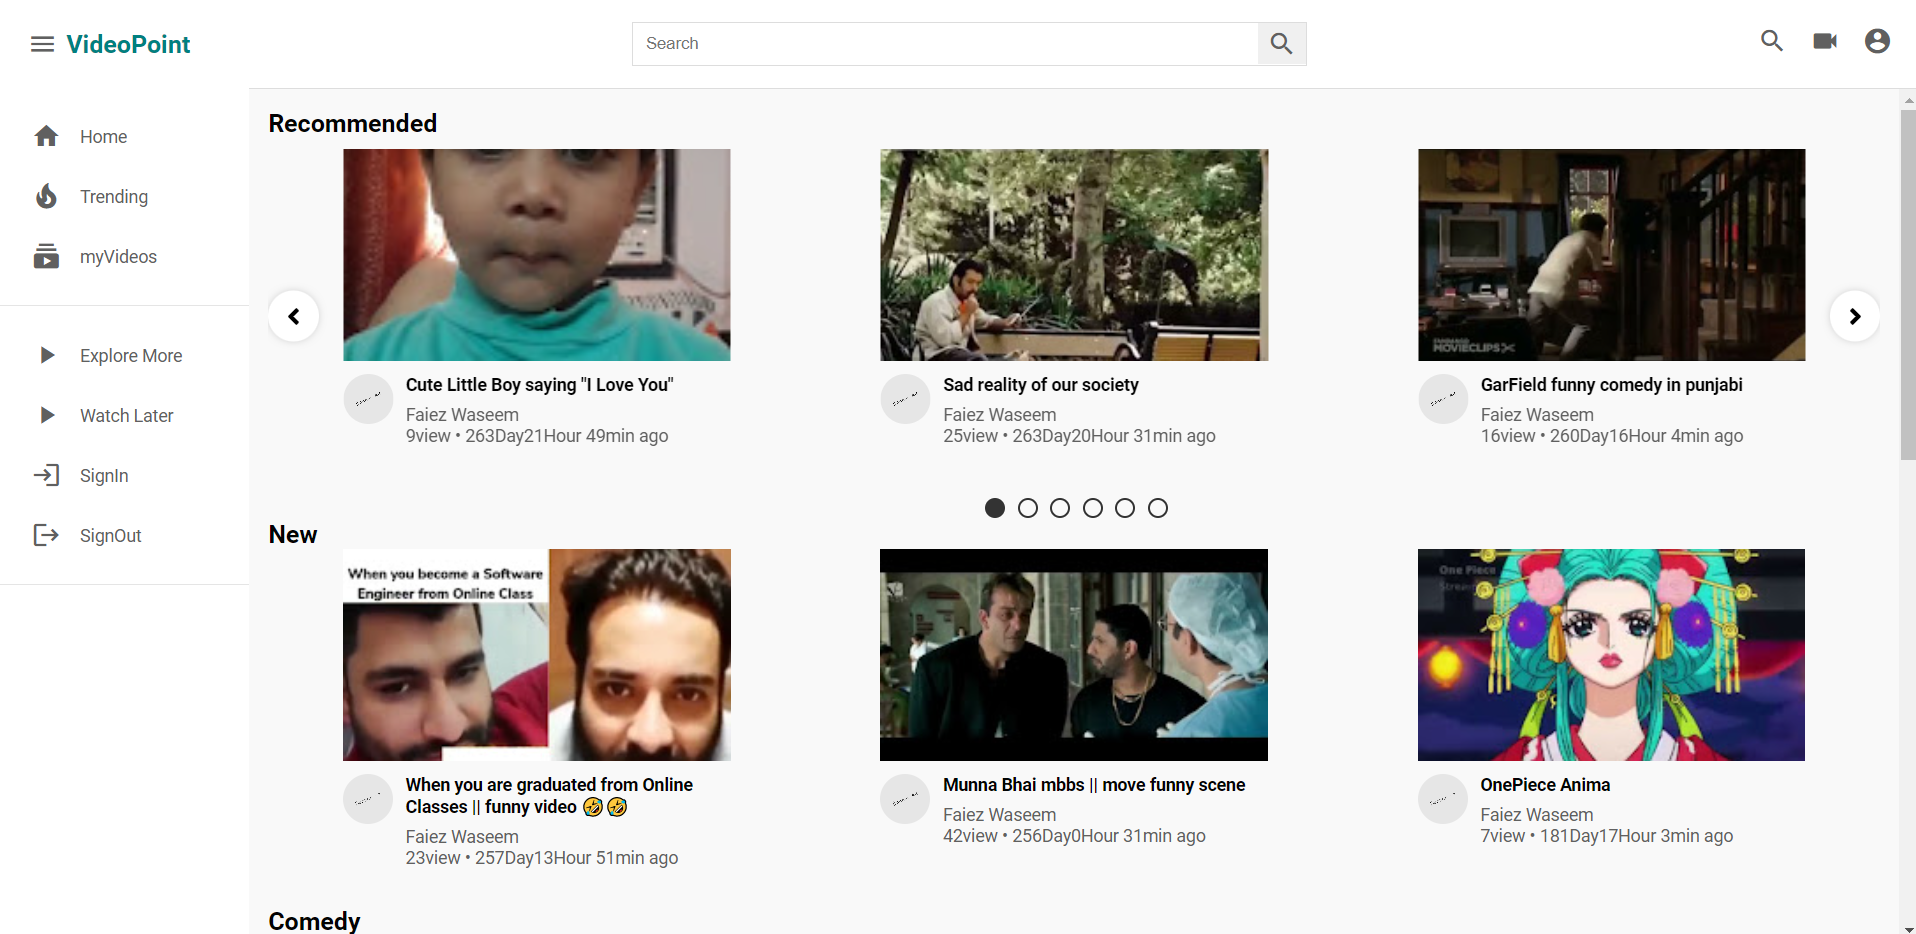 VideoPoint
Search
Home
Trending
myVideos
Explore More
Watch Later
SignIn
SignOut
Recommended
MOVIECLIPS
Cute Little Boy saying "I Love You"
Faiez Waseem
9view • 263Day21Hour 49min ago
Sad reality of our society
Faiez Waseem
25view • 263Day20Hour 31min ago
GarField funny comedy in punjabi
Faiez Waseem
16view • 260Day16Hour 4min ago
New
When you become a Software
Engineer from Online Class
One Piece
When you are graduated from Online
Classes || funny video 🤣🤣
Faiez Waseem
23view • 257Day13Hour 51min ago
Munna Bhai mbbs || move funny scene
Faiez Waseem
42view • 256Day0Hour 31min ago
OnePiece Anima
Faiez Waseem
7view • 181Day17Hour 3min ago
Comedy